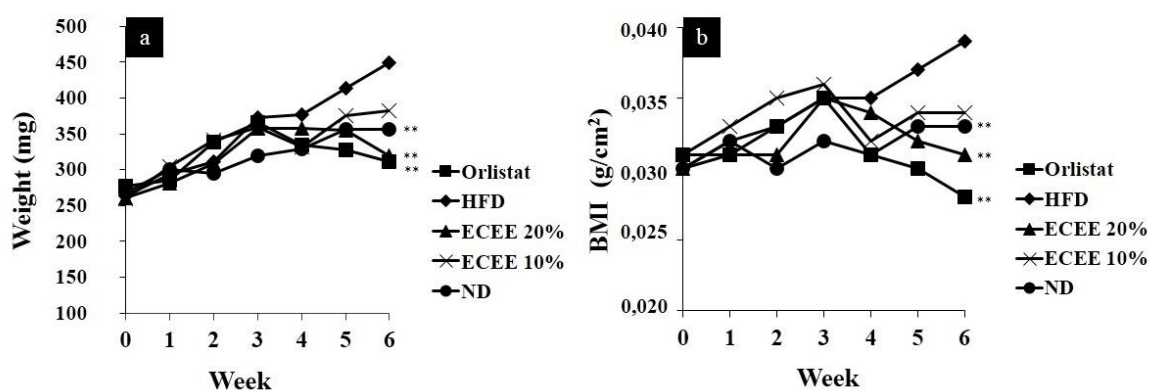 a
Weight (mg)
500
450
400
350
300
250
200
150
100
0 1 2 3 4 5 6
Week
**
**
**
Orlistat
HFD
ECEE 20%
ECEE 10%
ND
b
BMI (g/cm²)
0,040
0,035
0,030
0,025
0,020
0 1 2 3 4 5 6
Week
**
**
**
Orlistat
HFD
ECEE 20%
ECEE 10%
ND